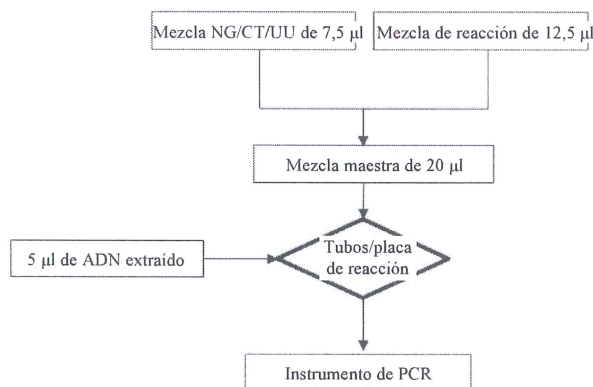 Mezcla NG/CT/UU de 7,5 µl
Mezcla de reacción de 12,5 µl
Mezcla maestra de 20 µl
Tubos/placa
de reacción
5 µl de ADN extraído
Instrumento de PCR